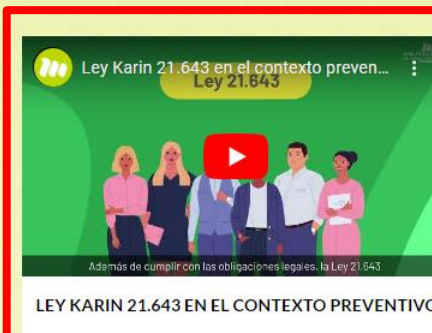 Ley Karin 21.643 en el contexto preven...
Ley 21.643
Además de cumplir con las obligaciones legales, la Ley 21.643
LEY KARIN 21.643 EN EL CONTEXTO PREVENTIVO